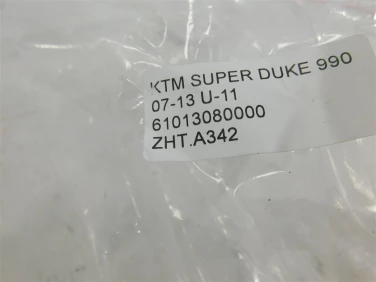 KTM SUPER DUKE 990
07-13 U-11
61013080000
ZHT.A342